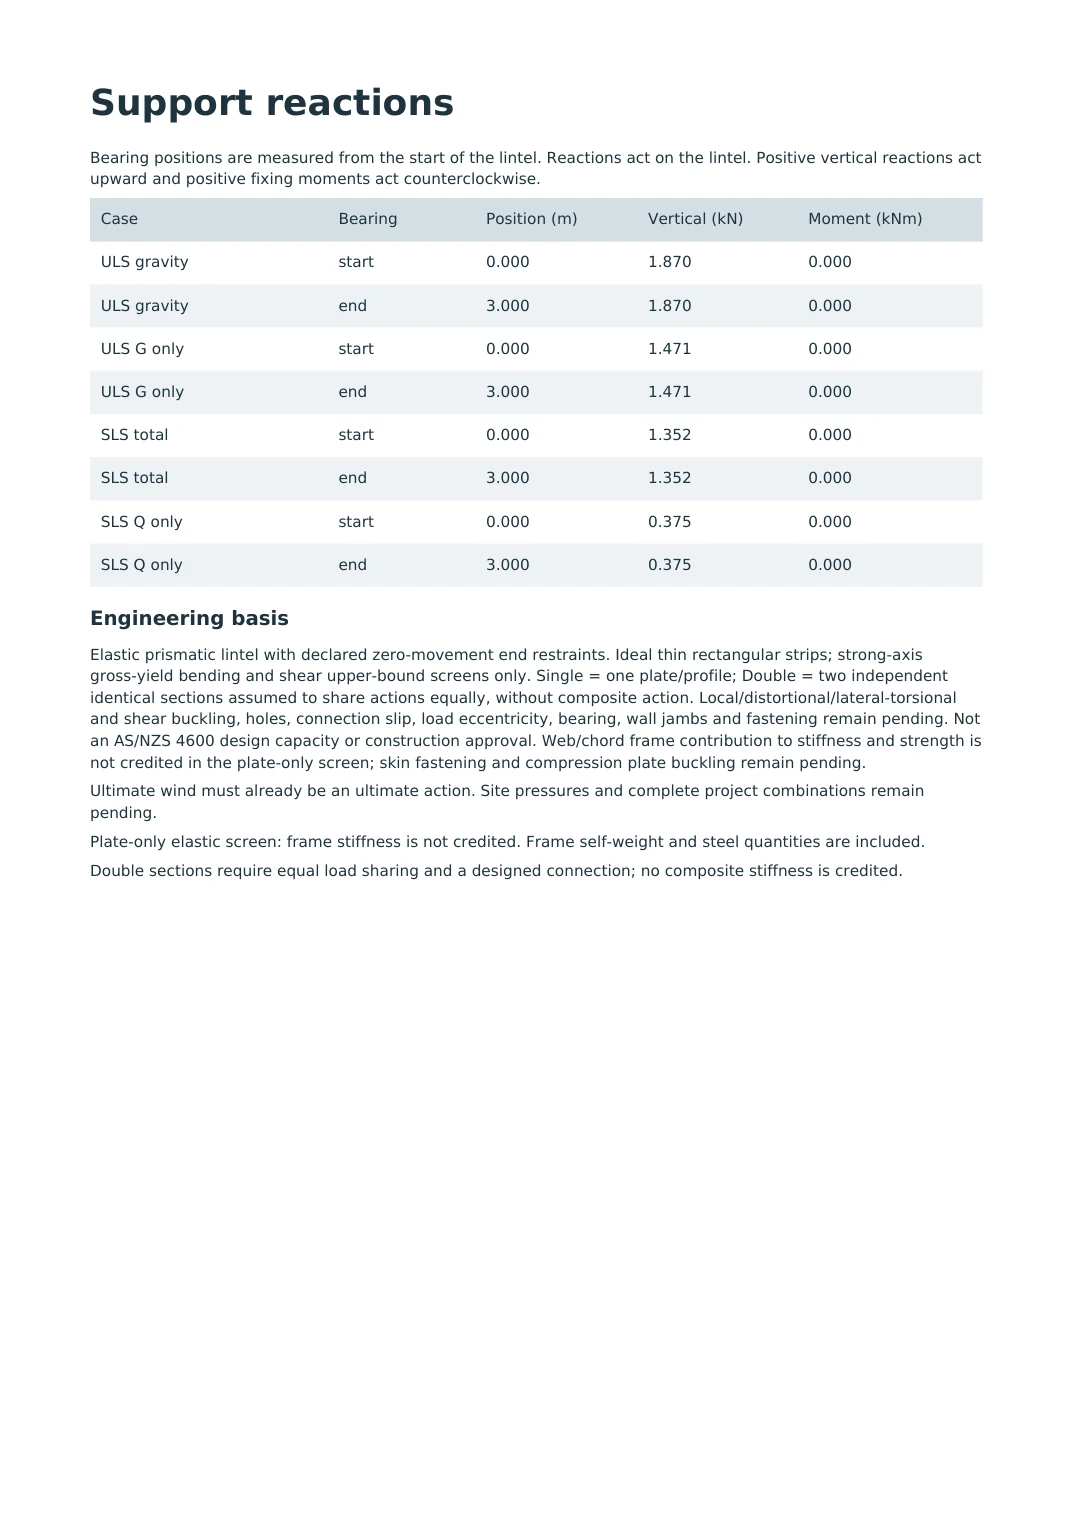 Support reactions
Bearing positions are measured from the start of the lintel. Reactions act on the lintel. Positive vertical reactions act
upward and positive fixing moments act counterclockwise.
Case Bearing Position (m) Vertical (kN) Moment (kNm)
ULS gravity start 0.000 1.870 0.000
ULS gravity end 3.000 1.870 0.000
ULS G only start 0.000 1.471 0.000
ULS G only end 3.000 1.471 0.000
SLS total start 0.000 1.352 0.000
SLS total end 3.000 1.352 0.000
SLS Q only start 0.000 0.375 0.000
SLS Q only end 3.000 0.375 0.000
Engineering basis
Elastic prismatic lintel with declared zero-movement end restraints. Ideal thin rectangular strips; strong-axis
gross-yield bending and shear upper-bound screens only. Single = one plate/profile; Double = two independent
identical sections assumed to share actions equally, without composite action. Local/distortional/lateral-torsional
and shear buckling, holes, connection slip, load eccentricity, bearing, wall jambs and fastening remain pending. Not
an AS/NZS 4600 design capacity or construction approval. Web/chord frame contribution to stiffness and strength is
not credited in the plate-only screen; skin fastening and compression plate buckling remain pending.
Ultimate wind must already be an ultimate action. Site pressures and complete project combinations remain
pending.
Plate-only elastic screen: frame stiffness is not credited. Frame self-weight and steel quantities are included.
Double sections require equal load sharing and a designed connection; no composite stiffness is credited.